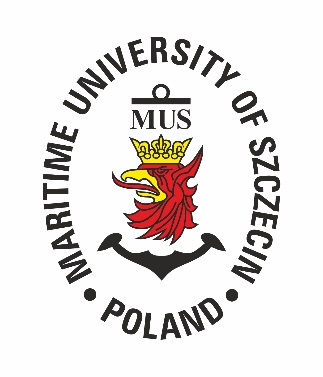 MARITIME UNIVERSITY OF SZCZECIN
MUS
• POLAND •